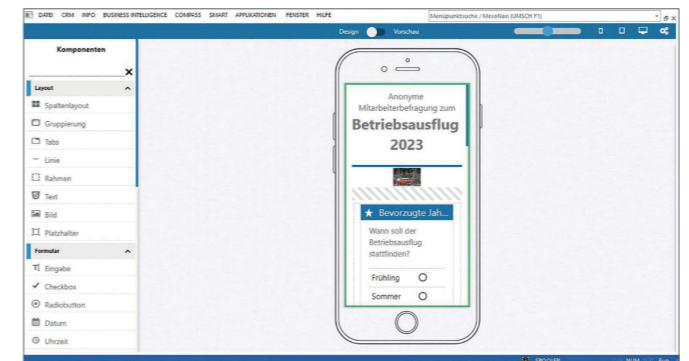 DATEI CRM INFO BUSINESS INTELLIGENCE COMPASS SMART APPLIKATIONEN FENSTER HILFE
Menüpunktsuche / MesoNavi (UMSCH F1)
Design Vorschau
Komponenten
Layout
Spaltenlayout
Gruppierung
Tabs
Linie
Rahmen
Text
Bild
Platzhalter
Formular
Eingabe
Checkbox
Radiobutton
Datum
Uhrzeit
Anonyme
Mitarbeiterbefragung zum
Betriebsausflug
2023
Bevorzugte Jah...
Wann soll der
Betriebsausflug
stattfinden?
Frühling
Sommer
NUM